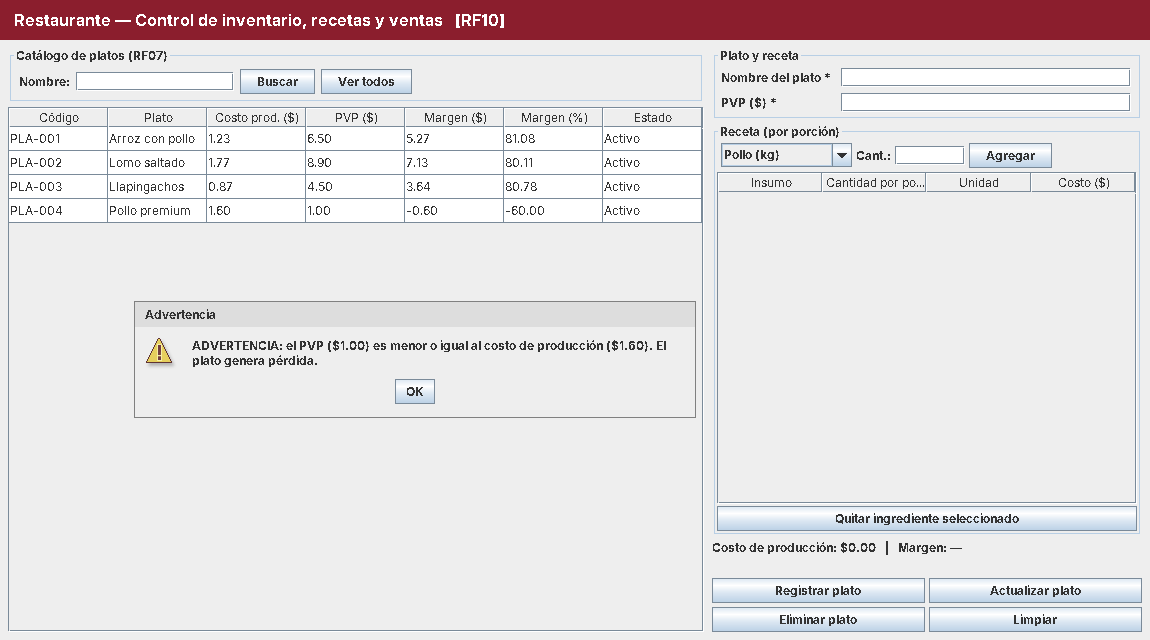 Restaurante — Control de inventario, recetas y ventas [RF10]
Catálogo de platos (RF07)
Nombre: Buscar Ver todos
Código Plato Costo prod. ($) PVP ($) Margen ($) Margen (%) Estado
PLA-001 Arroz con pollo 1.23 6.50 5.27 81.08 Activo
PLA-002 Lomo saltado 1.77 8.90 7.13 80.11 Activo
PLA-003 Llapingachos 0.87 4.50 3.64 80.78 Activo
PLA-004 Pollo premium 1.60 1.00 -0.60 -60.00 Activo
Advertencia
ADVERTENCIA: el PVP ($1.00) es menor o igual al costo de producción ($1.60). El
plato genera pérdida.
OK
Plato y receta
Nombre del plato *
PVP ($) *
Receta (por porción)
Pollo (kg) Cant.: Agregar
Insumo Cantidad por po... Unidad Costo ($)
Quitar ingrediente seleccionado
Costo de producción: $0.00 | Margen: —
Registrar plato Actualizar plato
Eliminar plato Limpiar